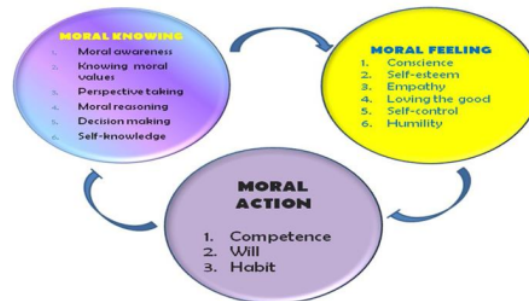 MORAL KNOWING
1. Moral awareness
2. Knowing moral
values
3. Perspective taking
4. Moral reasoning
5. Decision making
6. Self-knowledge
MORAL FEELING
1. Conscience
2. Self-esteem
3. Empathy
4. Loving the good
5. Self-control
6. Humility
MORAL
ACTION
1. Competence
2. Will
3. Habit